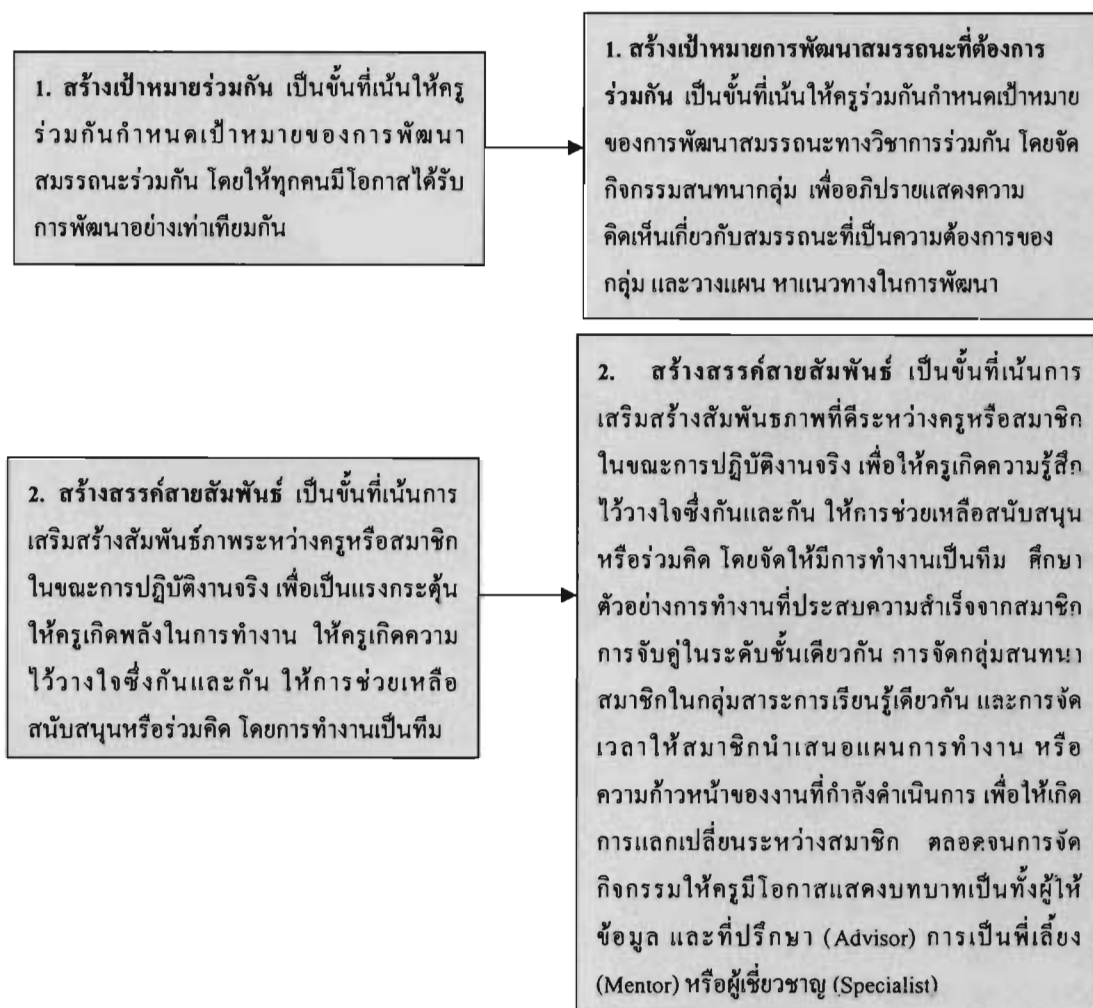 1. สร้างเป้าหมายร่วมกัน เป็นขั้นที่เน้นให้ครู
ร่วมกันกำหนดเป้าหมายของการพัฒนา
สมรรถนะร่วมกัน โดยให้ทุกคนมีโอกาสได้รับ
การพัฒนาอย่างเท่าเทียมกัน
1. สร้างเป้าหมายการพัฒนาสมรรถนะที่ต้องการ
ร่วมกัน เป็นขั้นที่เน้นให้ครูร่วมกันกำหนดเป้าหมาย
ของการพัฒนาสมรรถนะทางวิชาการร่วมกัน โดยจัด
กิจกรรมสนทนากลุ่ม เพื่ออภิปรายแสดงความ
คิดเห็นเกี่ยวกับสมรรถนะที่เป็นความต้องการของ
กลุ่ม และวางแผน หาแนวทางในการพัฒนา
2. สร้างสรรค์สายสัมพันธ์ เป็นขั้นที่เน้นการ
เสริมสร้างสัมพันธ์ภาพระหว่างครูหรือสมาชิก
ในขณะการปฏิบัติงานจริง เพื่อเป็นแรงกระตุ้น
ให้ครูเกิดพลังในการทำงาน ให้ครูเกิดความ
ไว้วางใจซึ่งกันและกัน ให้การช่วยเหลือ
สนับสนุนหรือร่วมคิด โดยการทำงานเป็นทีม
2. สร้างสรรค์สายสัมพันธ์ เป็นขั้นที่เน้นการ
เสริมสร้างสัมพันธภาพที่ดีระหว่างครูหรือสมาชิก
ในขณะการปฏิบัติงานจริง เพื่อให้ครูเกิดความรู้สึก
ไว้วางใจซึ่งกันและกัน ให้การช่วยเหลือสนับสนุน
หรือร่วมคิด โดยจัดให้มีการทำงานเป็นทีม ศึกษา
ตัวอย่างการทำงานที่ประสบความสำเร็จจากสมาชิก
การจับคู่ในระดับชั้นเดียวกัน การจัดกลุ่มสนทนา
สมาชิกในกลุ่มสาระการเรียนรู้เดียวกัน และการจัด
เวลาให้สมาชิกนำเสนอแผนการทำงาน หรือ
ความก้าวหน้าของงานที่กำลังดำเนินการ เพื่อให้เกิด
การแลกเปลี่ยนระหว่างสมาชิก ตลอดจนการจัด
กิจกรรมให้ครูมีโอกาสแสดงบทบาทเป็นทั้งผู้ให้
ข้อมูล และที่ปรึกษา (Advisor) การเป็นพี่เลี้ยง
(Mentor) หรือผู้เชี่ยวชาญ (Specialist)